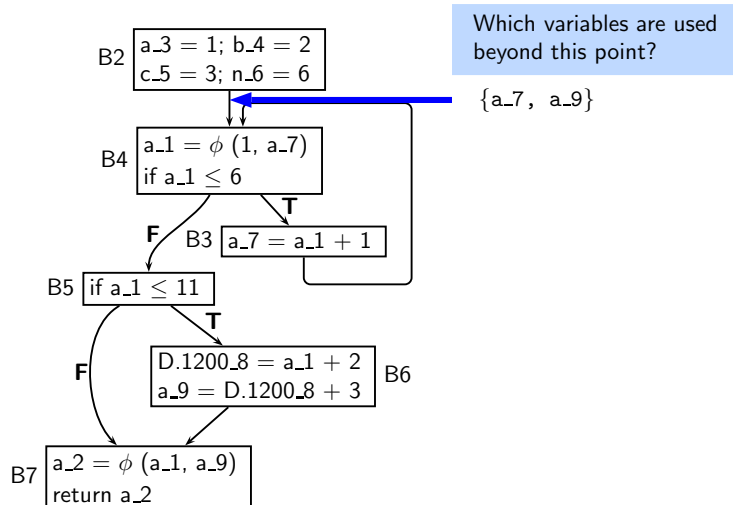 Which variables are used
beyond this point?
{a_7, a_9}
B2
a_3 = 1; b_4 = 2
c_5 = 3; n_6 = 6
B4
a_1 = ϕ (1, a_7)
if a_1 ≤ 6
F
T
B3
a_7 = a_1 + 1
B5
if a_1 ≤ 11
F
T
D.1200_8 = a_1 + 2
a_9 = D.1200_8 + 3
B6
B7
a_2 = ϕ (a_1, a_9)
return a_2